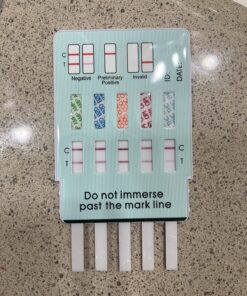 C
T
Negative
Preliminary
Positive
Invalid
ID:
DATE:
C
T
C
T
Do not immerse
past the mark line